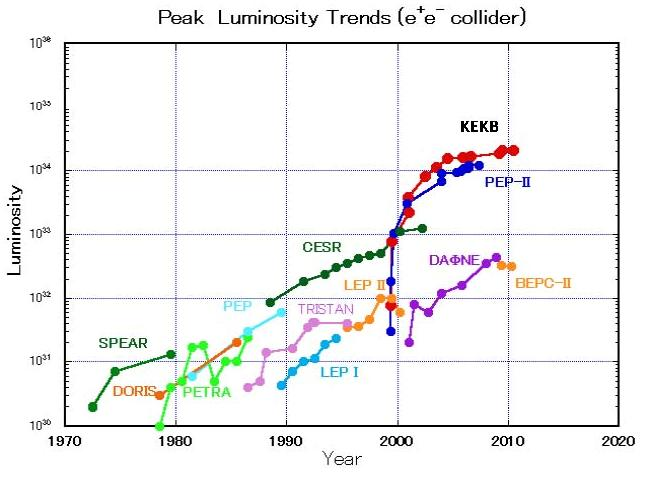 Peak Luminosity Trends (e⁺e⁻ collider)
10³⁶
10³⁵
KEKB
10³⁴
PEP-II
Luminosity
10³³
CESR
DAΦNE
LEP II
BEPC-II
10³²
PEP
TRISTAN
SPEAR
10³¹
LEP I
DORIS
PETRA
10³⁰
1970 1980 1990 2000 2010 2020
Year